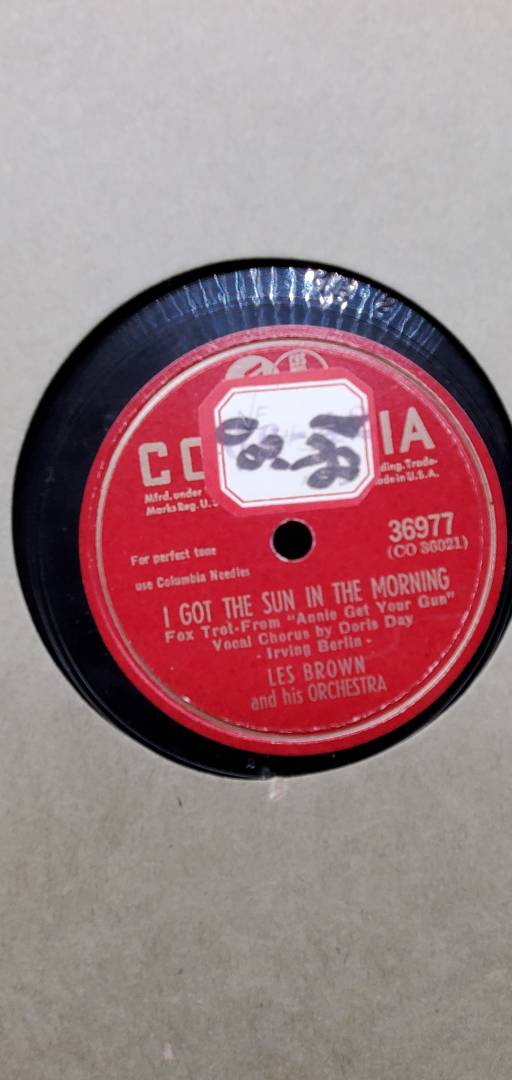 CO IA
Mfrd. under ding. Trade-
Marks Reg. U.S ade in U.S.A.
36977
(CO 36021)
For perfect tone
use Columbia Needles
I GOT THE SUN IN THE MORNING
Fox Trot-From "Annie Get Your Gun"
Vocal Chorus by Doris Day
- Irving Berlin -
LES BROWN
and his ORCHESTRA